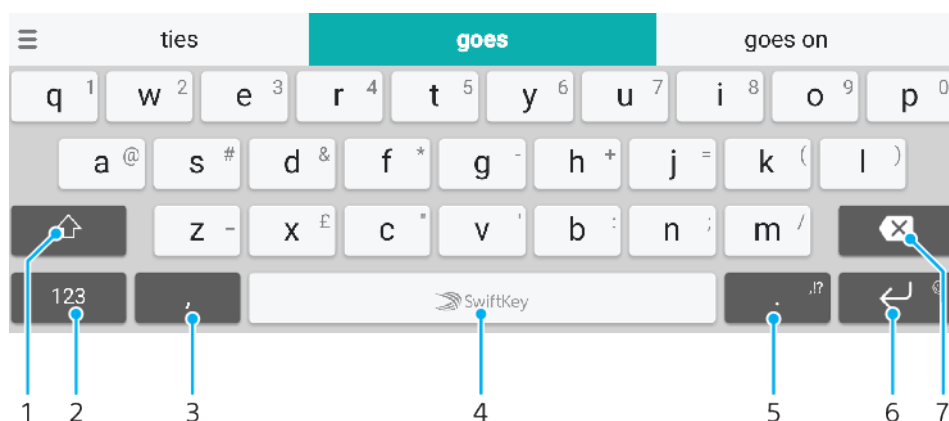 ties goes goes on
q 1 w 2 e 3 r 4 t 5 y 6 u 7 i 8 o 9 p 0
a @ s # d & f * g - h + j = k ( l )
z _ x £ c " v ' b : n ; m /
123 , SwiftKey . ,!?
1 2 3 4 5 6 7